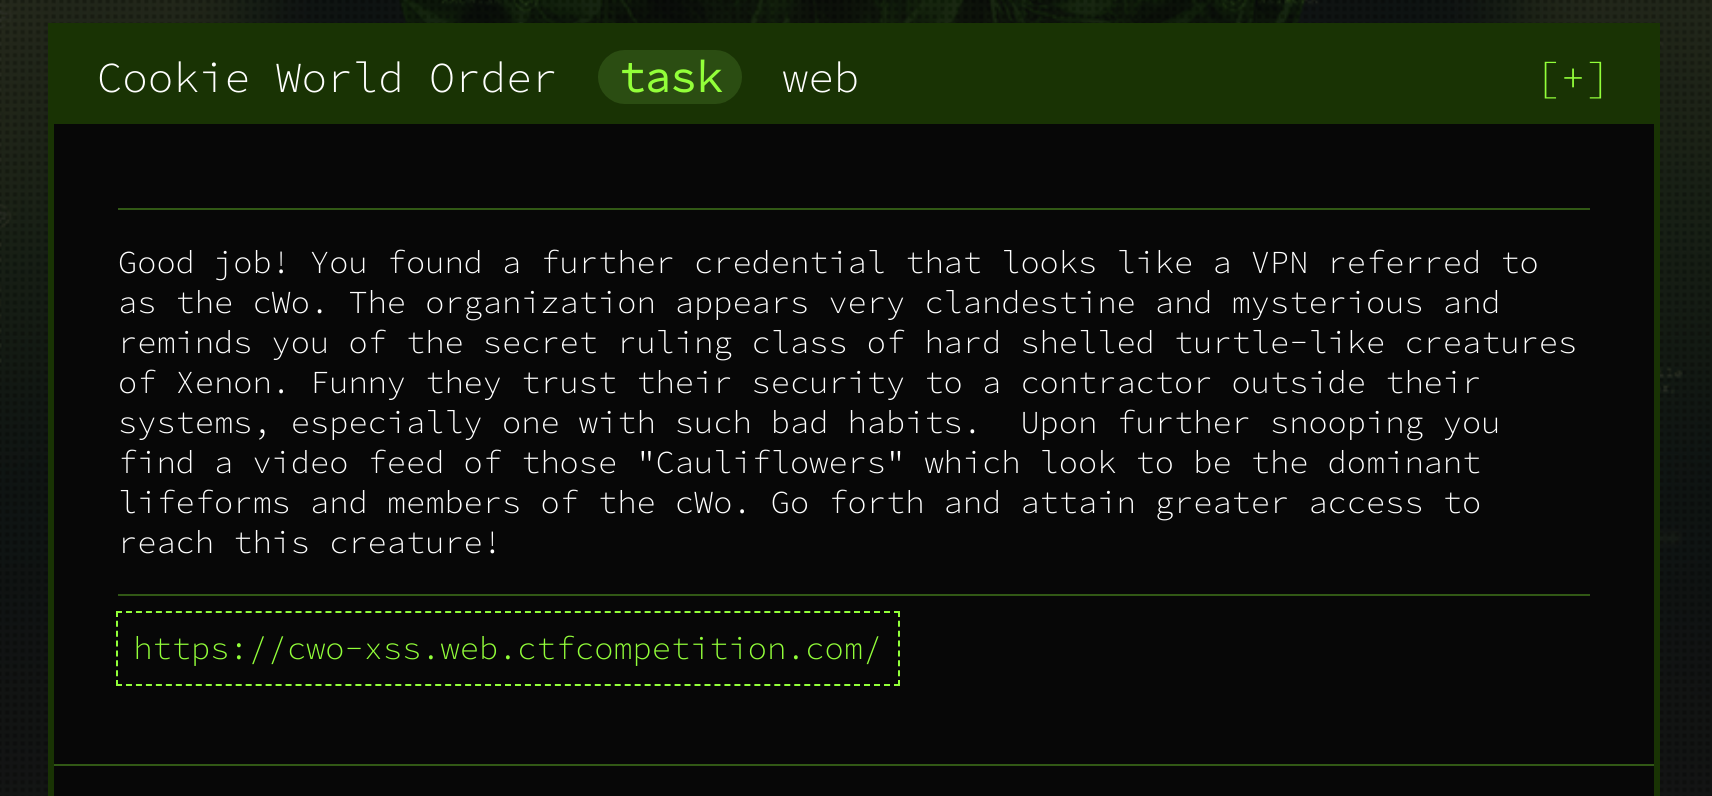 Cookie World Order task web [+]
Good job! You found a further credential that looks like a VPN referred to
as the cWo. The organization appears very clandestine and mysterious and
reminds you of the secret ruling class of hard shelled turtle-like creatures
of Xenon. Funny they trust their security to a contractor outside their
systems, especially one with such bad habits.  Upon further snooping you
find a video feed of those "Cauliflowers" which look to be the dominant
lifeforms and members of the cWo. Go forth and attain greater access to
reach this creature!
https://cwo-xss.web.ctfcompetition.com/